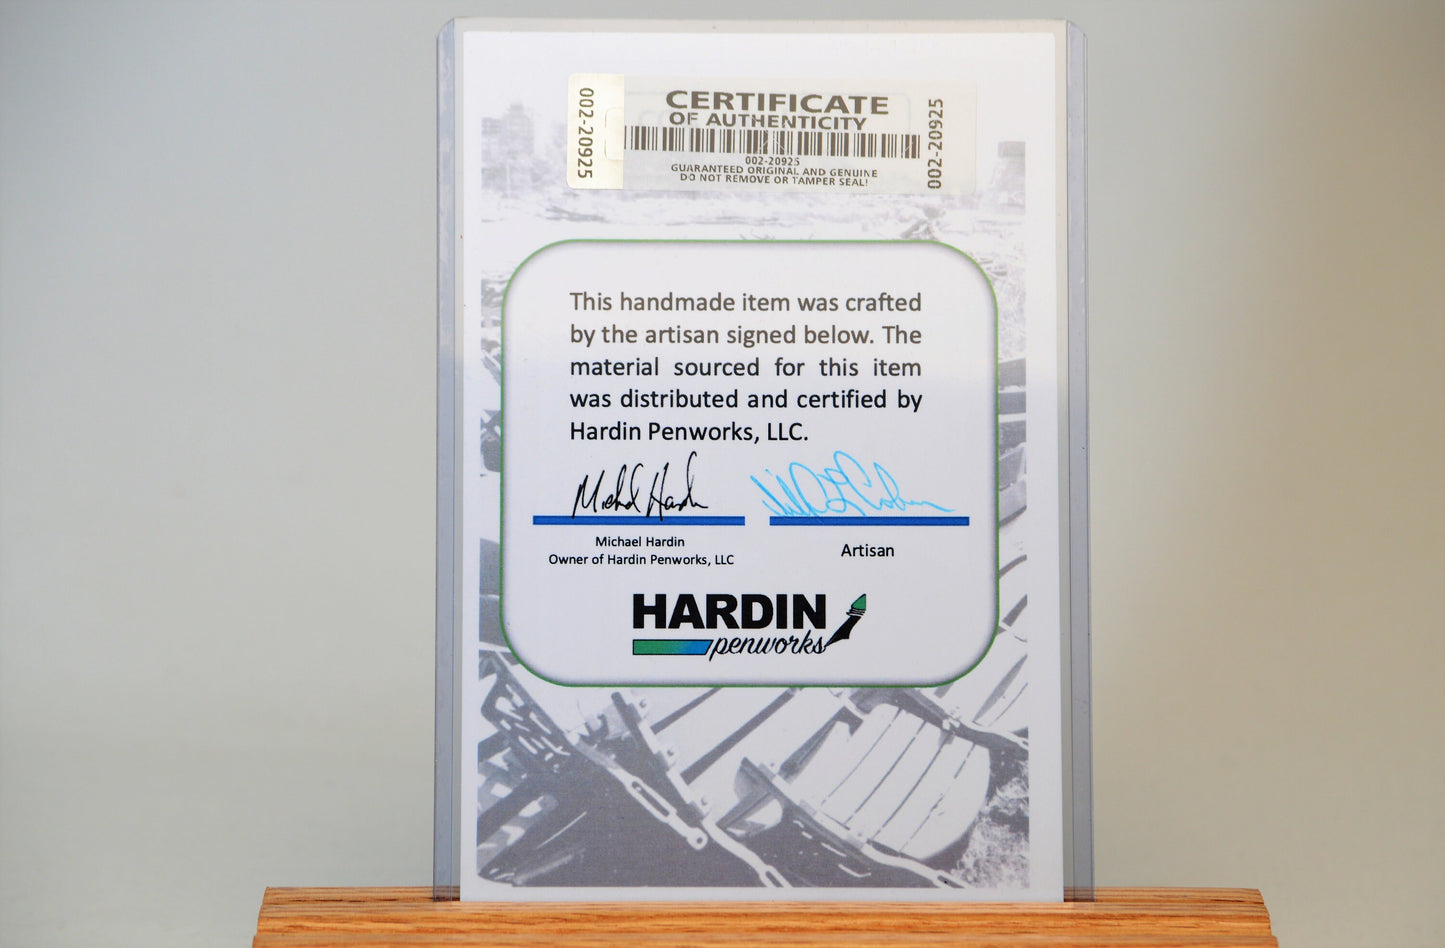 002-20925
CERTIFICATE
OF AUTHENTICITY
002-20925
GUARANTEED ORIGINAL AND GENUINE
DO NOT REMOVE OR TAMPER SEAL!
002-20925
This handmade item was crafted
by the artisan signed below. The
material sourced for this item
was distributed and certified by
Hardin Penworks, LLC.
Michael Hardin
Michael Hardin
Owner of Hardin Penworks, LLC
Artisan
HARDIN
penworks